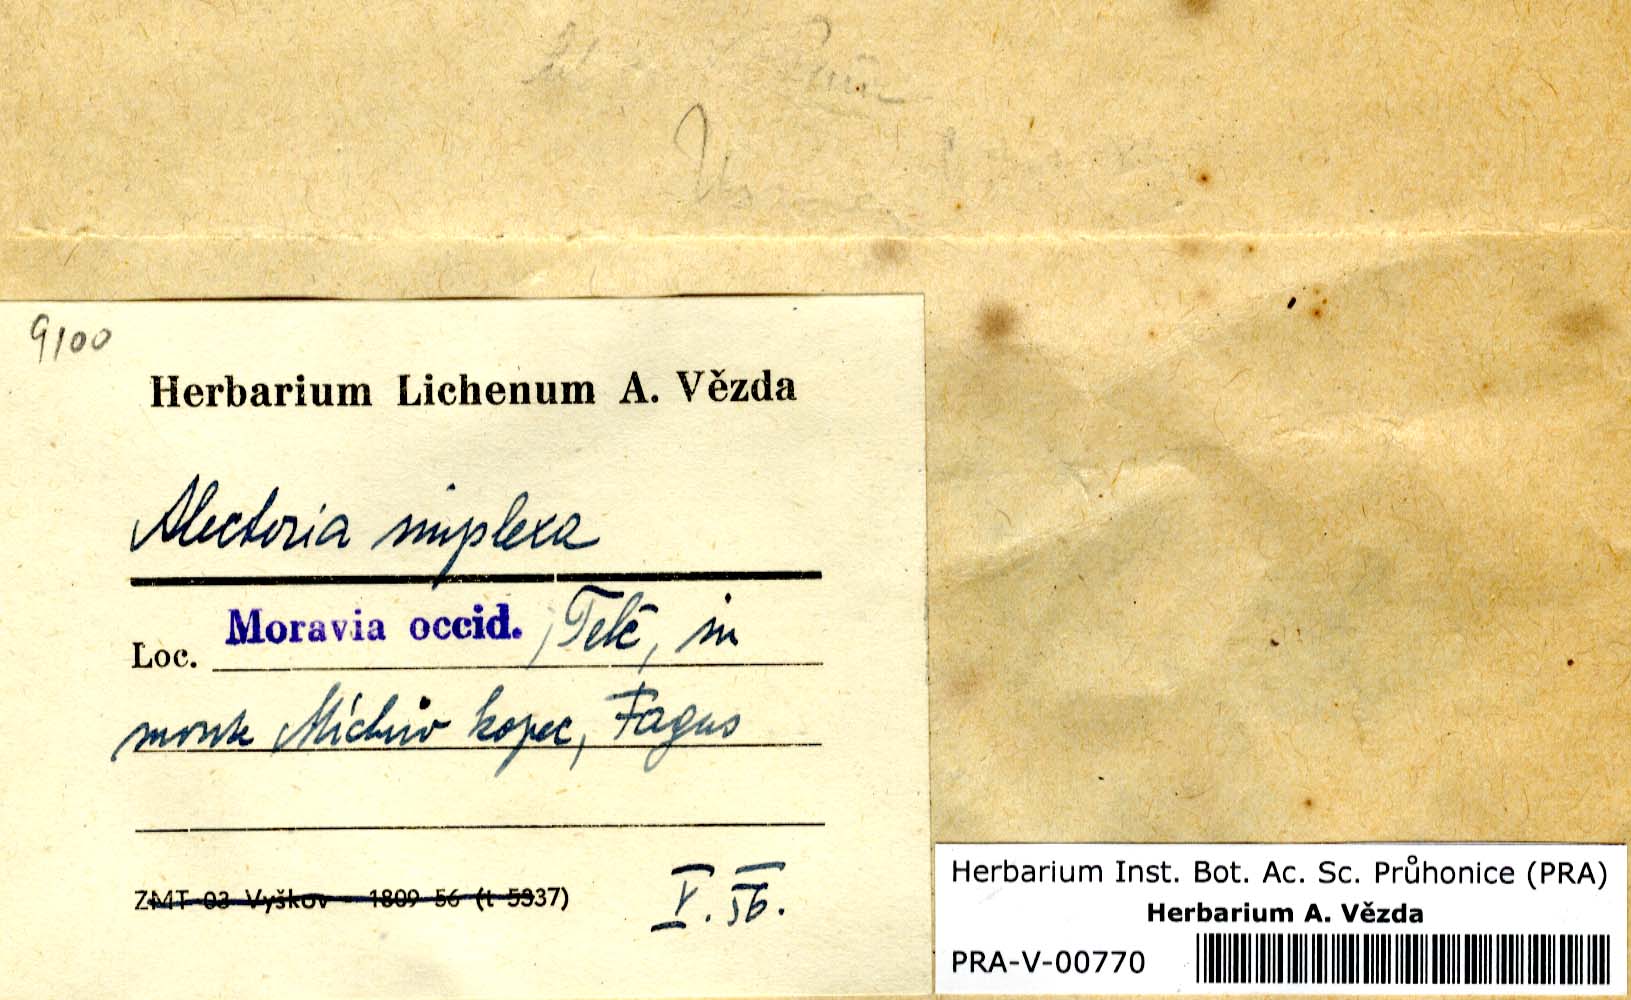 9100
Herbarium Lichenum A. Vězda
Alectoria implexa
Loc. Moravia occid. Telč, in
monte Míchův kopec, Fagus
ZMT 03 Vyškov - 1809 56 (t 5937)
V. 56.
Herbarium Inst. Bot. Ac. Sc. Průhonice (PRA)
Herbarium A. Vězda
PRA-V-00770